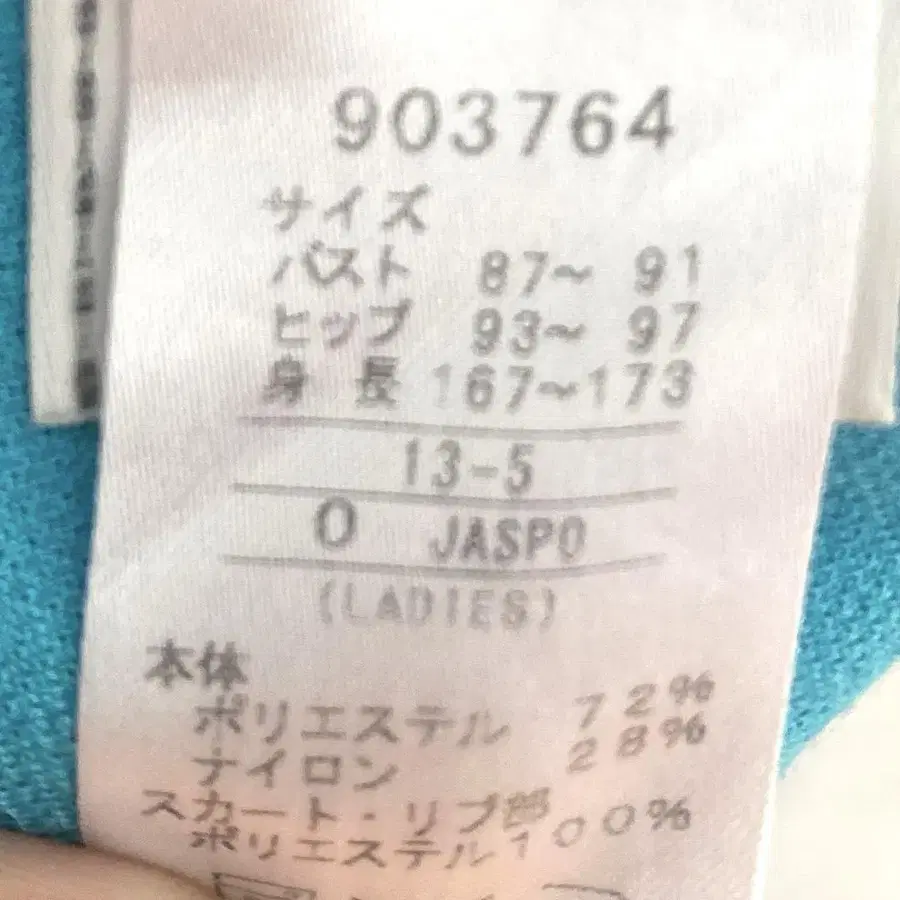 903764
サイズ
バスト 87～ 91
ヒップ 93～ 97
身 長 167～173
13-5
O JASPO
(LADIES)
本体
ポリエステル 72%
ナイロン 28%
スカート・リブ部
ポリエステル100%